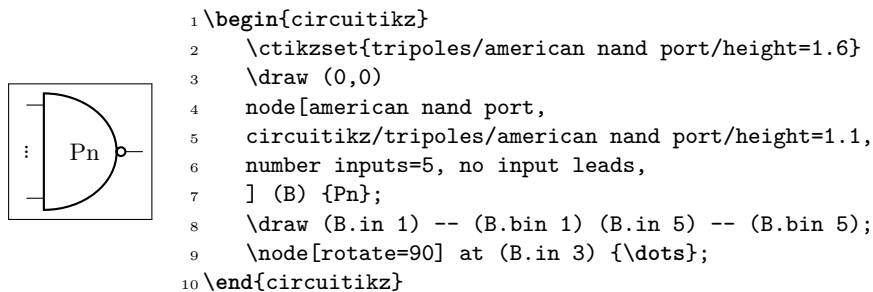 Pn
1 \begin{circuitikz}
2     \ctikzset{tripoles/american nand port/height=1.6}
3     \draw (0,0)
4     node[american nand port,
5     circuitikz/tripoles/american nand port/height=1.1,
6     number inputs=5, no input leads,
7     ] (B) {Pn};
8     \draw (B.in 1) -- (B.bin 1) (B.in 5) -- (B.bin 5);
9     \node[rotate=90] at (B.in 3) {\dots};
10 \end{circuitikz}